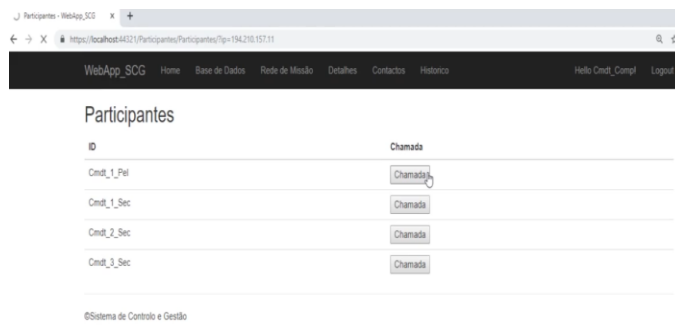 Participantes - WebApp_SCG
https://localhost:44321/Participantes/Participantes/?ip=194.210.157.11
WebApp_SCG Home Base de Dados Rede de Missão Detalhes Contactos Historico Hello Cmdt_Comp! Logout
Participantes
ID Chamada
Cmdt_1_Pel Chamada
Cmdt_1_Sec Chamada
Cmdt_2_Sec Chamada
Cmdt_3_Sec Chamada
©Sistema de Controlo e Gestão